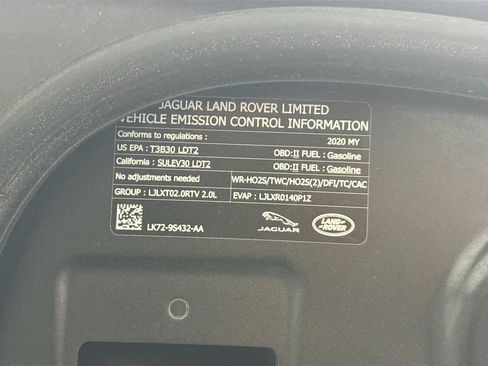 JAGUAR LAND ROVER LIMITED
VEHICLE EMISSION CONTROL INFORMATION
Conforms to regulations : 2020 MY
US EPA : T3B30 LDT2 OBD:II FUEL : Gasoline
California : SULEV30 LDT2 OBD:II FUEL : Gasoline
No adjustments needed WR-HO2S/TWC/HO2S(2)/DFI/TC/CAC
GROUP : LJLXT02.0RTV 2.0L EVAP : LJLXR0140P1Z
LK72-9S432-AA JAGUAR LAND-ROVER